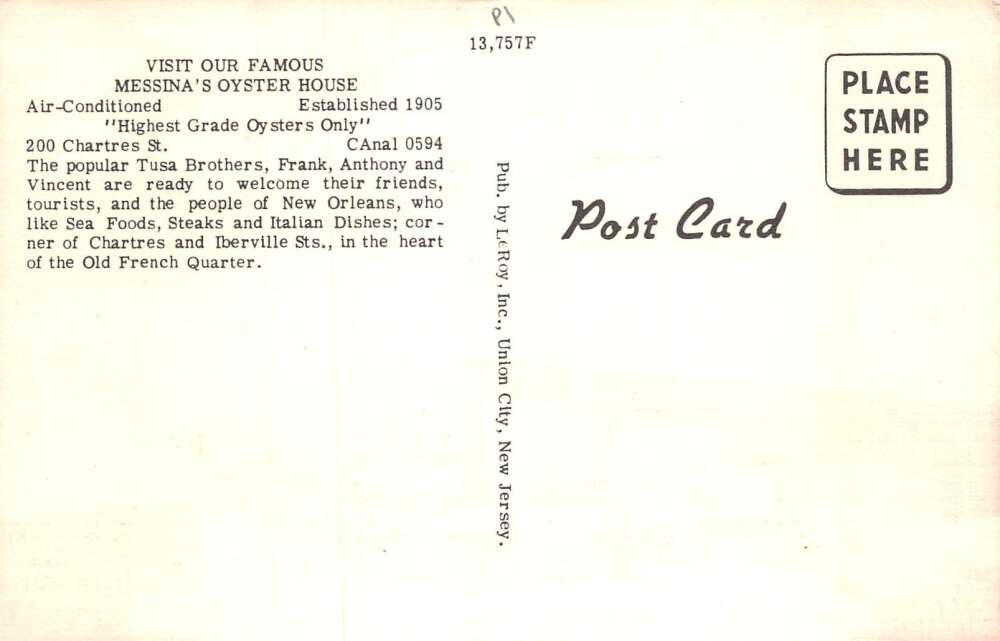 P1
13,757F
VISIT OUR FAMOUS
MESSINA'S OYSTER HOUSE
Air-Conditioned Established 1905
"Highest Grade Oysters Only"
200 Chartres St. CAnal 0594
The popular Tusa Brothers, Frank, Anthony and
Vincent are ready to welcome their friends,
tourists, and the people of New Orleans, who
like Sea Foods, Steaks and Italian Dishes; cor-
ner of Chartres and Iberville Sts., in the heart
of the Old French Quarter.
Pub. by LeRoy, Inc., Union City, New Jersey.
Post Card
PLACE
STAMP
HERE